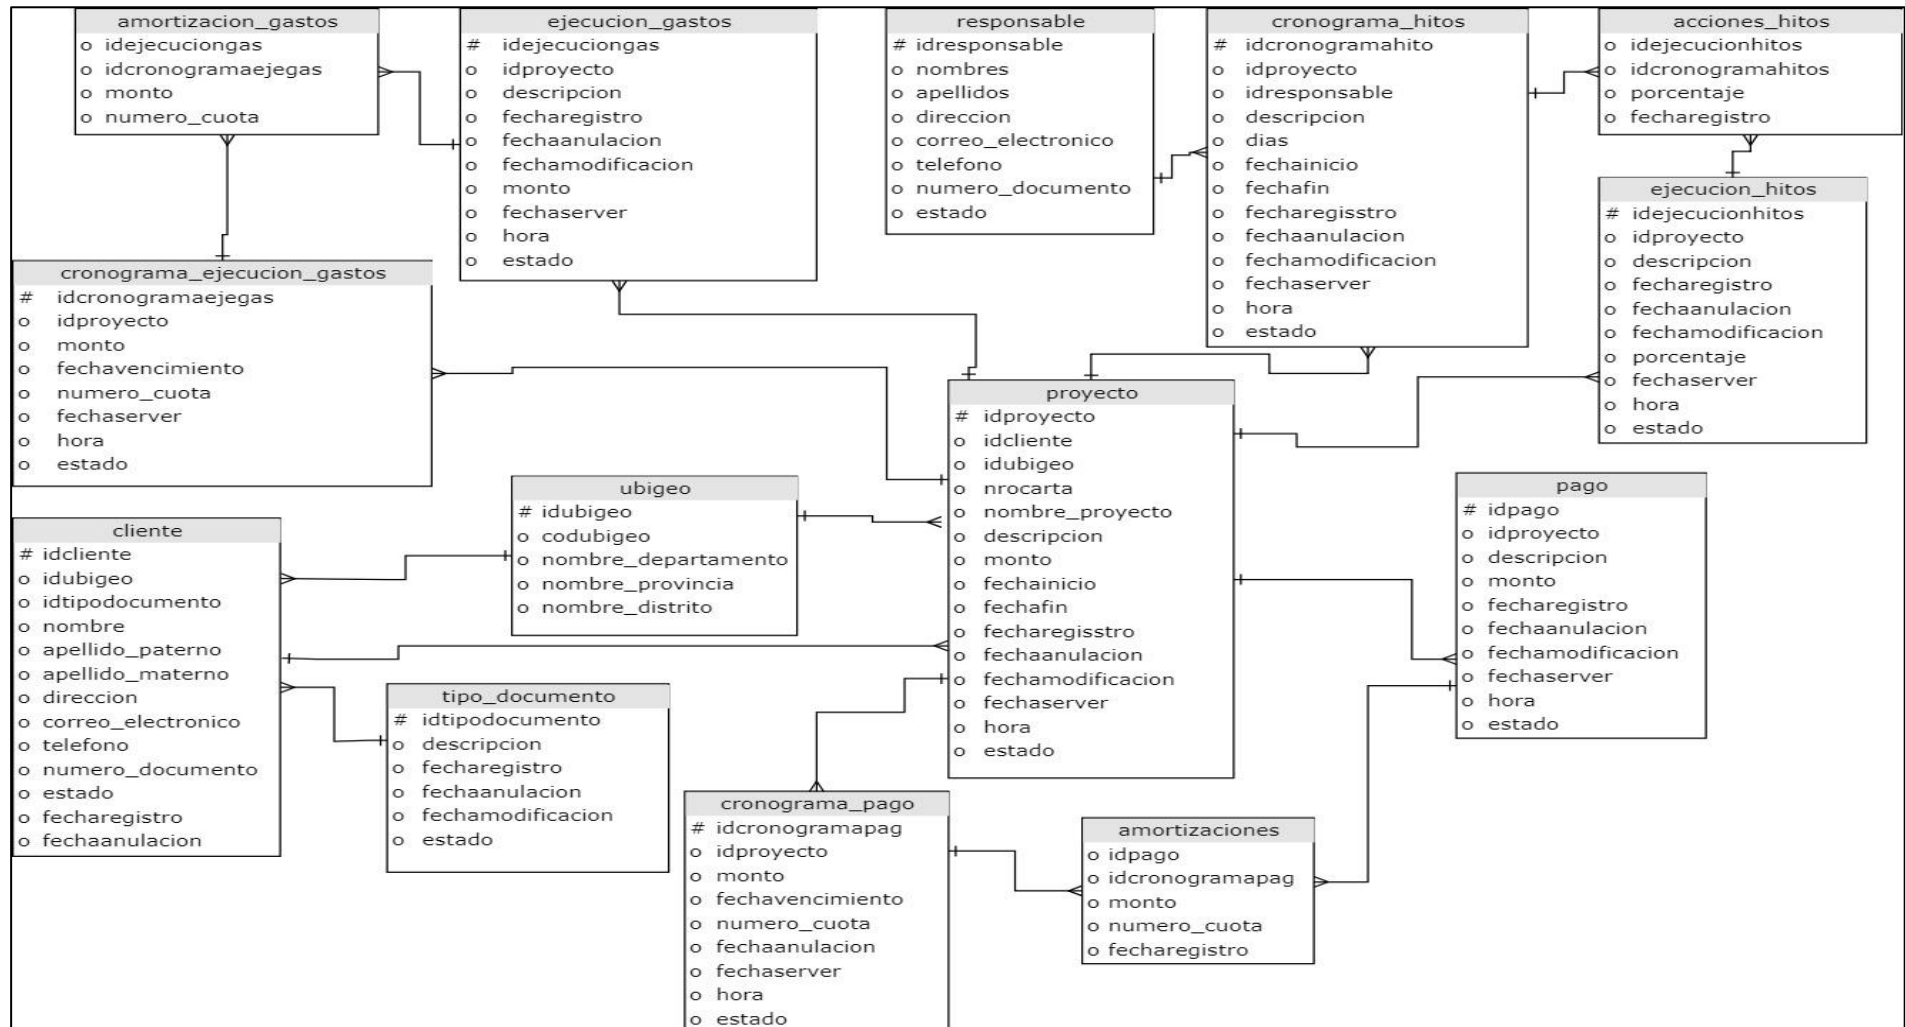 amortizacion_gastos
o idejecuciongas
o idcronogramaejegas
o monto
o numero_cuota
ejecucion_gastos
# idejecuciongas
o idproyecto
o descripcion
o fecharegistro
o fechaanulacion
o fechamodificacion
o monto
o fechaserver
o hora
o estado
responsable
# idresponsable
o nombres
o apellidos
o direccion
o correo_electronico
o telefono
o numero_documento
o estado
cronograma_hitos
# idcronogramahito
o idproyecto
o idresponsable
o descripcion
o dias
o fechainicio
o fechafin
o fecharegisstro
o fechaanulacion
o fechamodificacion
o fechaserver
o hora
o estado
acciones_hitos
o idejecucionhitos
o idcronogramahitos
o porcentaje
o fecharegistro
ejecucion_hitos
# idejecucionhitos
o idproyecto
o descripcion
o fecharegistro
o fechaanulacion
o fechamodificacion
o porcentaje
o fechaserver
o hora
o estado
cronograma_ejecucion_gastos
# idcronogramaejegas
o idproyecto
o monto
o fechavencimiento
o numero_cuota
o fechaserver
o hora
o estado
proyecto
# idproyecto
o idcliente
o idubigeo
o nrocarta
o nombre_proyecto
o descripcion
o monto
o fechainicio
o fechafin
o fecharegisstro
o fechaanulacion
o fechamodificacion
o fechaserver
o hora
o estado
ubigeo
# idubigeo
o codubigeo
o nombre_departamento
o nombre_provincia
o nombre_distrito
pago
# idpago
o idproyecto
o descripcion
o monto
o fecharegistro
o fechaanulacion
o fechamodificacion
o fechaserver
o hora
o estado
cliente
# idcliente
o idubigeo
o idtipodocumento
o nombre
o apellido_paterno
o apellido_materno
o direccion
o correo_electronico
o telefono
o numero_documento
o estado
o fecharegistro
o fechaanulacion
tipo_documento
# idtipodocumento
o descripcion
o fecharegistro
o fechaanulacion
o fechamodificacion
o estado
cronograma_pago
# idcronogramapag
o idproyecto
o monto
o fechavencimiento
o numero_cuota
o fechaanulacion
o fechaserver
o hora
o estado
amortizaciones
o idpago
o idcronogramapag
o monto
o numero_cuota
o fecharegistro